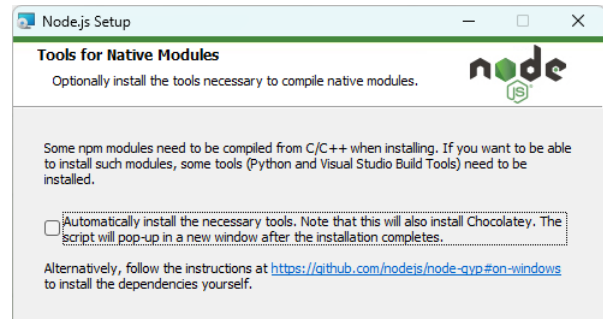 Node.js Setup
Tools for Native Modules
Optionally install the tools necessary to compile native modules.
node
JS
Some npm modules need to be compiled from C/C++ when installing. If you want to be able
to install such modules, some tools (Python and Visual Studio Build Tools) need to be
installed.
Automatically install the necessary tools. Note that this will also install Chocolatey. The
script will pop-up in a new window after the installation completes.
Alternatively, follow the instructions at https://github.com/nodejs/node-gyp#on-windows
to install the dependencies yourself.